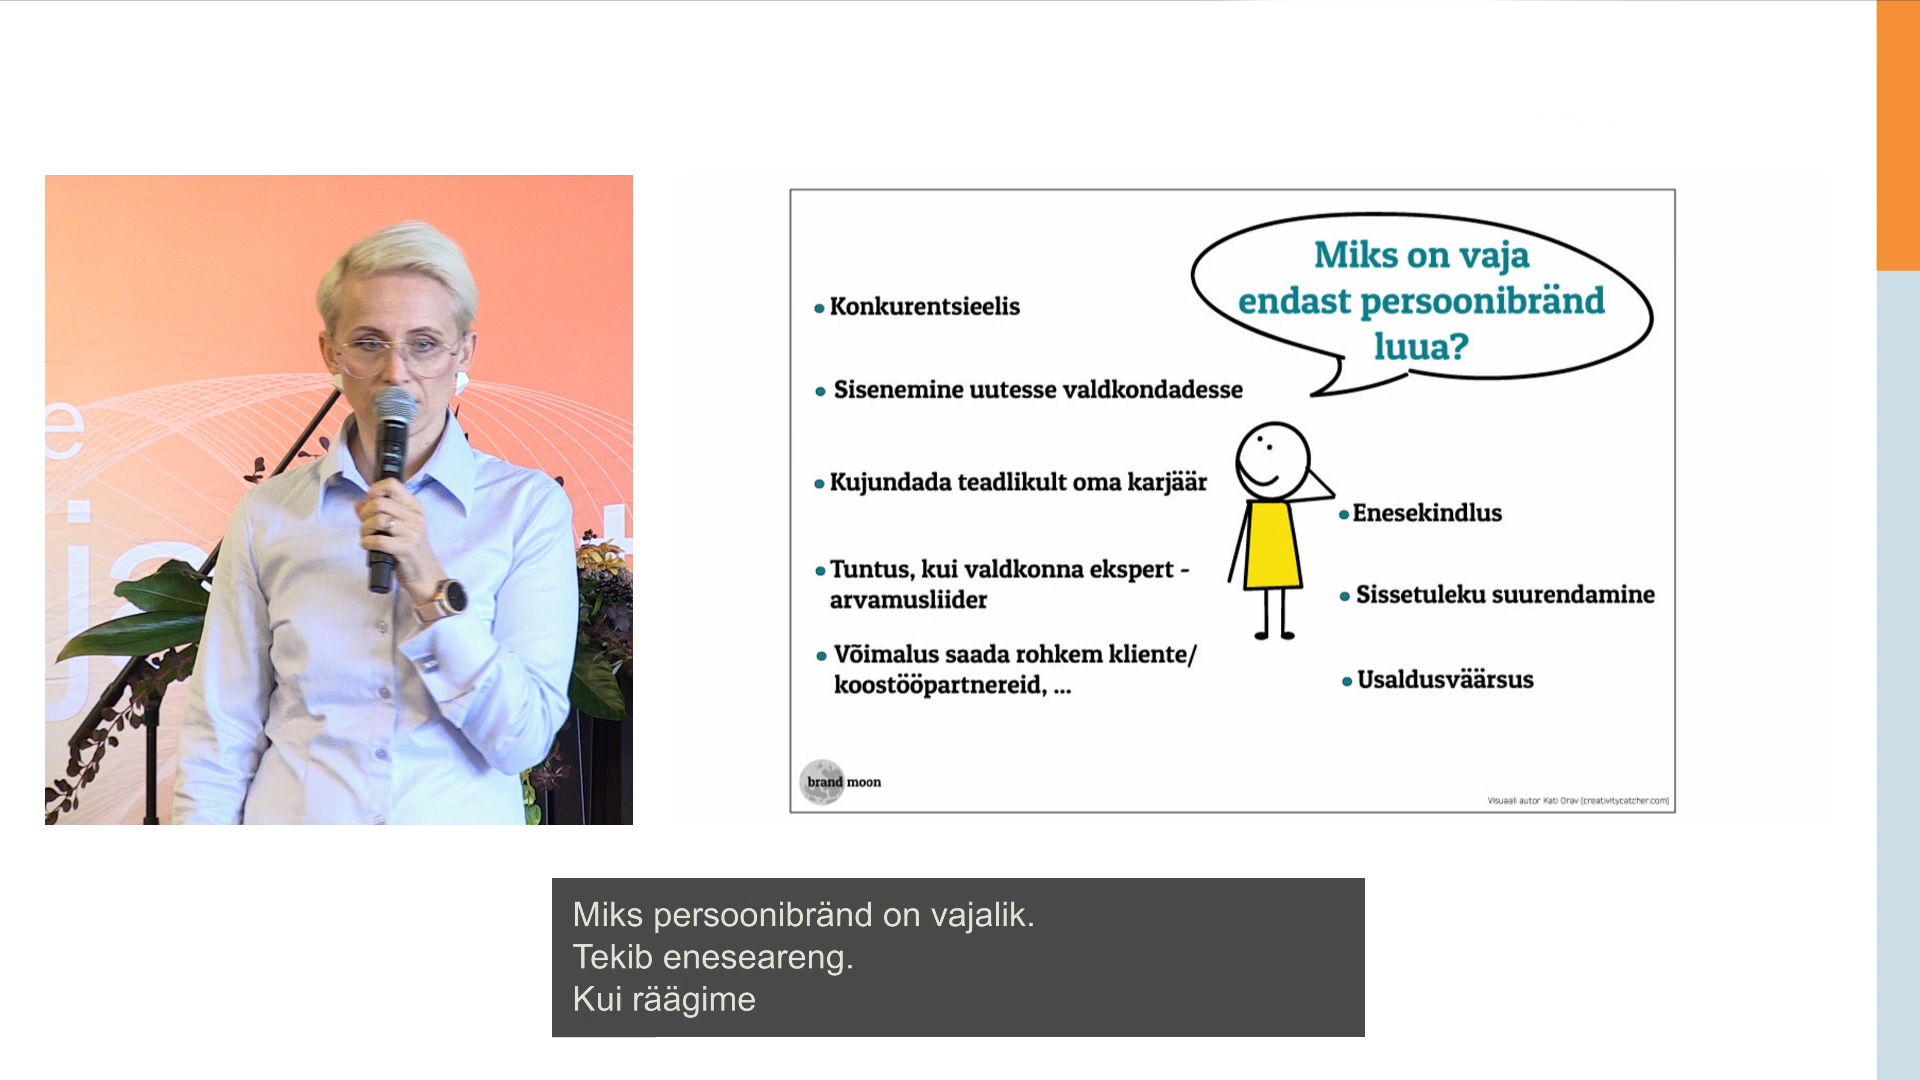 Miks on vaja
endast persoonibränd
luua?
• Konkurentsieelis
• Sisenemine uutesse valdkondadesse
• Kujundada teadlikult oma karjäär
• Tuntus, kui valdkonna ekspert -
arvamusliider
• Võimalus saada rohkem kliente/
koostööpartnereid, ...
• Enesekindlus
• Sissetuleku suurendamine
• Usaldusväärsus
brand moon
Visuaali autor Kati Orav (creativitycatcher.com)
Miks persoonibränd on vajalik.
Tekib eneseareng.
Kui räägime